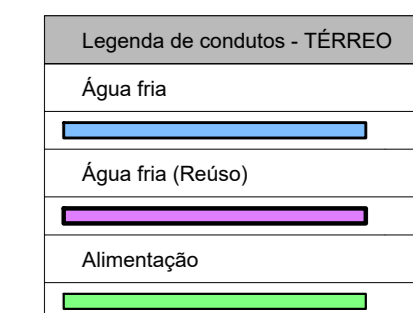 Legenda de condutos - TÉRREO
Água fria
Água fria (Reúso)
Alimentação